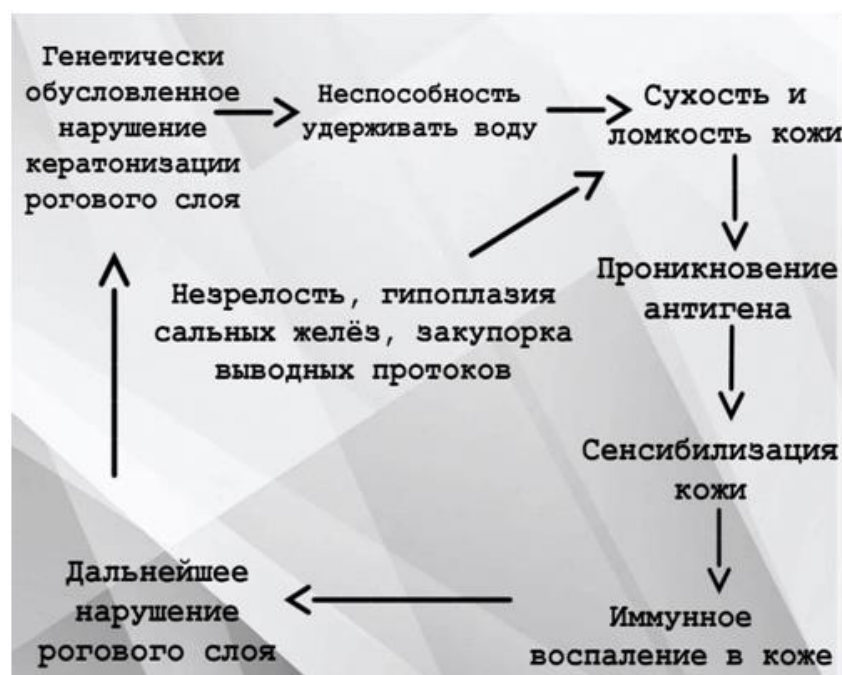 Генетически
обусловленное
нарушение
кератонизации
рогового слоя
Неспособность
удерживать воду
Сухость и
ломкость кожи
Незрелость, гипоплазия
сальных желёз, закупорка
выводных протоков
Проникновение
антигена
Сенсибилизация
кожи
Иммунное
воспаление в коже
Дальнейшее
нарушение
рогового слоя